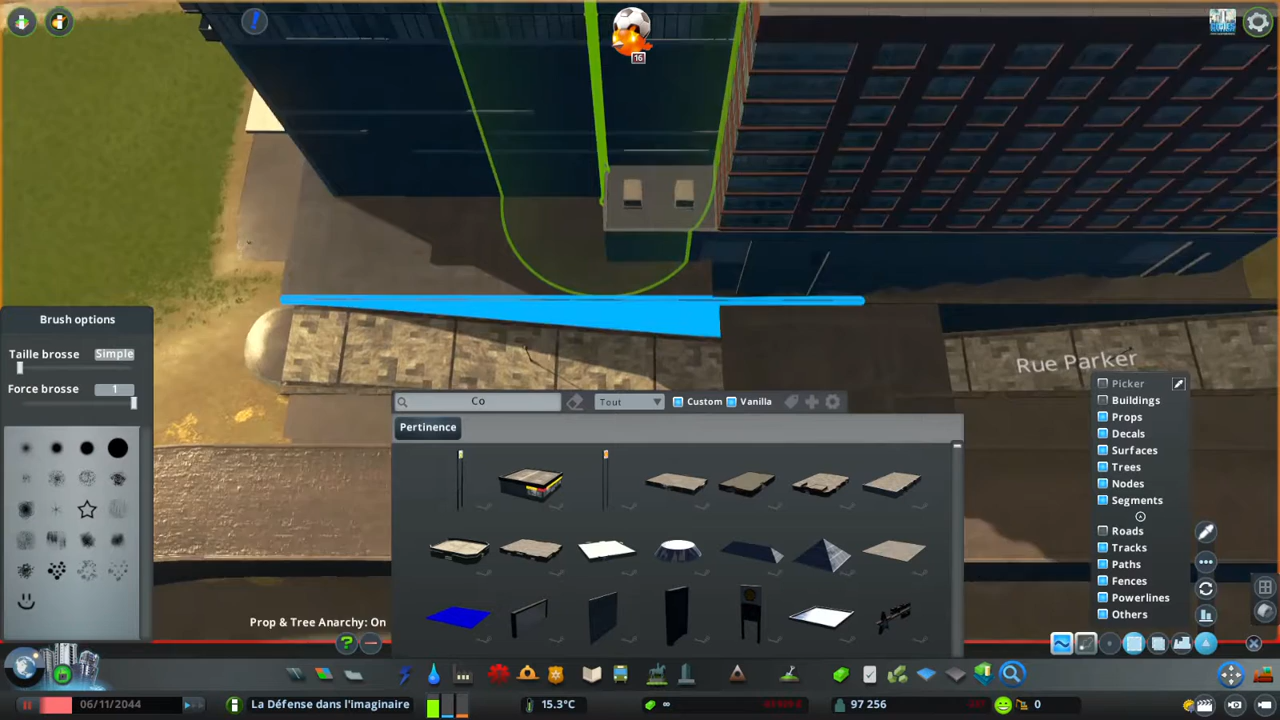 16
Brush options
Taille brosse Simple
Force brosse 1
Rue Parker
Co
Tout
Custom
Vanilla
Pertinence
Picker
Buildings
Props
Decals
Surfaces
Trees
Nodes
Segments
Roads
Tracks
Paths
Fences
Powerlines
Others
Prop & Tree Anarchy: On
06/11/2044
La Défense dans l'imaginaire
15.3°C
∞
97 256
0